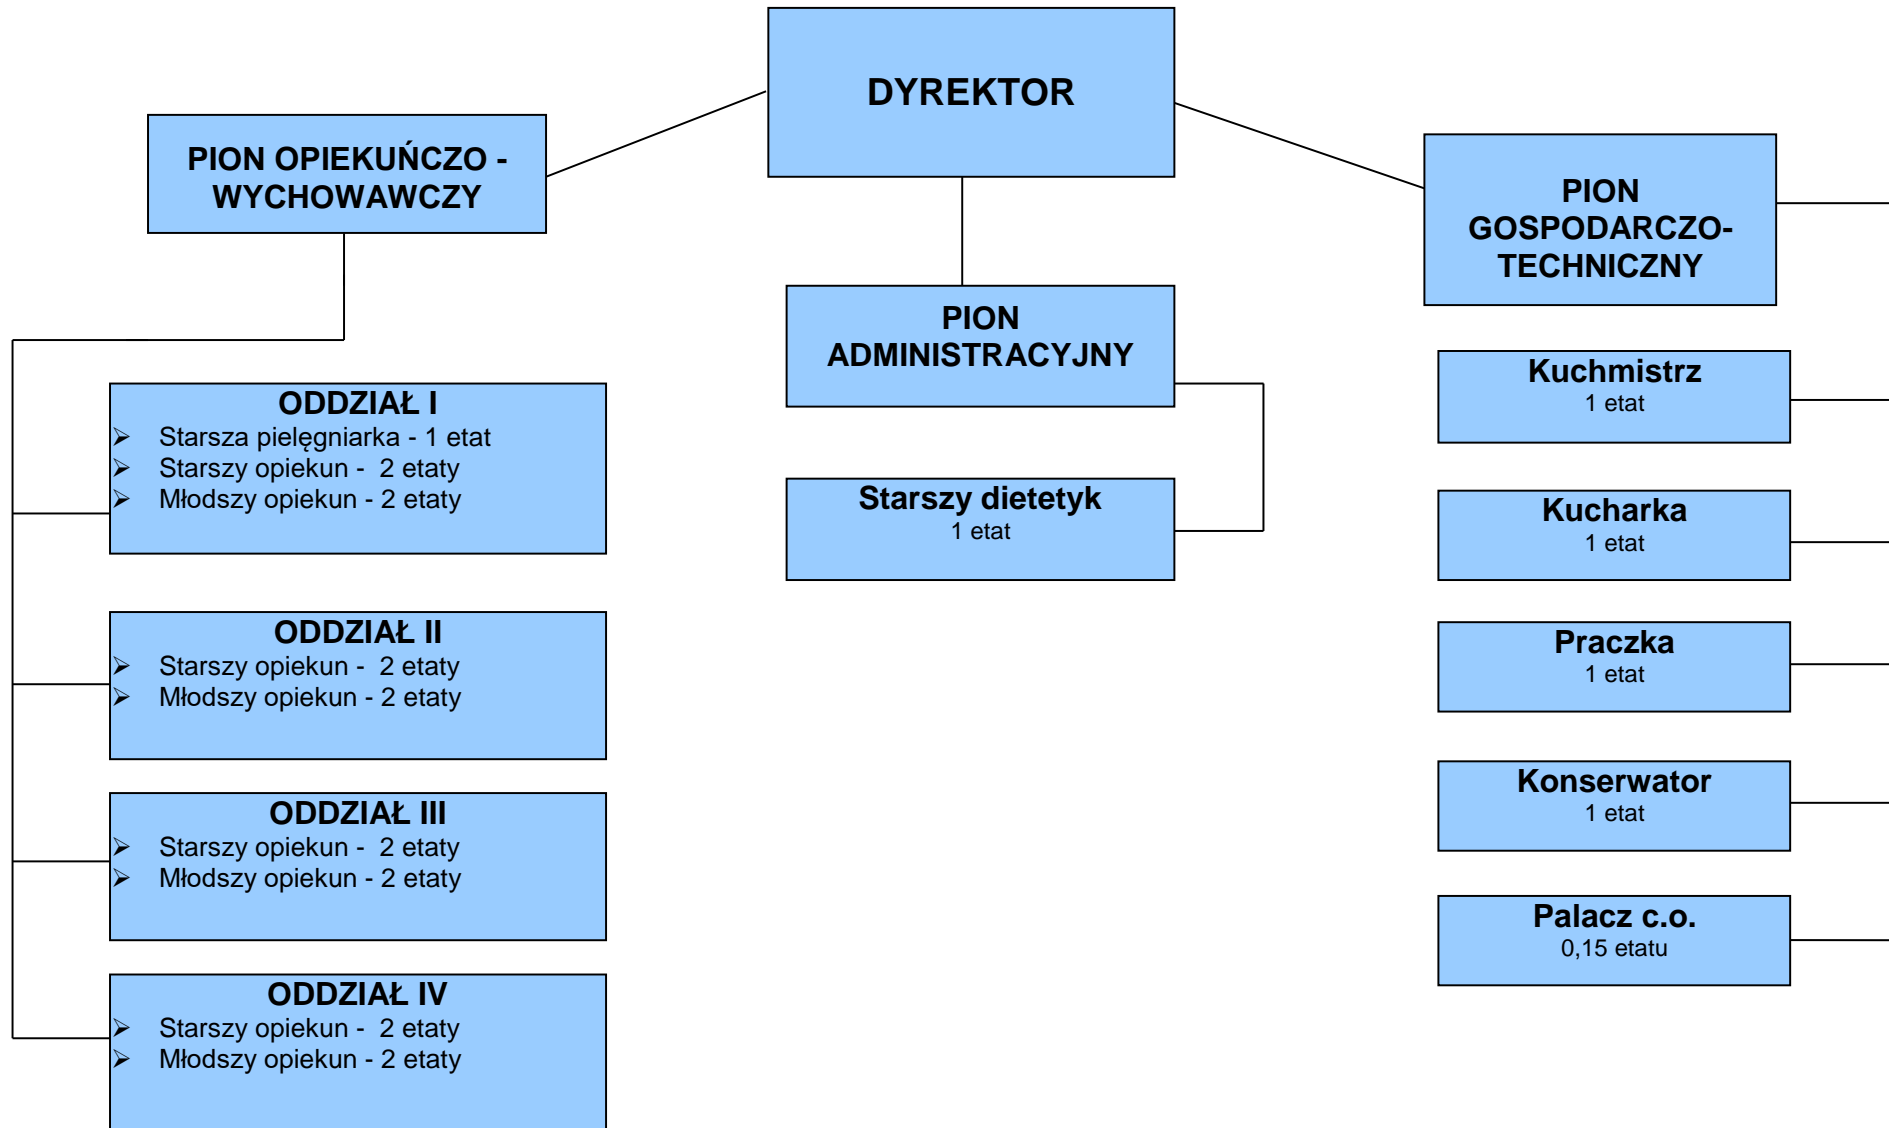 DYREKTOR
PION OPIEKUŃCZO -
WYCHOWAWCZY
PION
GOSPODARCZO-
TECHNICZNY
PION
ADMINISTRACYJNY
ODDZIAŁ I
➢ Starsza pielęgniarka - 1 etat
➢ Starszy opiekun - 2 etaty
➢ Młodszy opiekun - 2 etaty
ODDZIAŁ II
➢ Starszy opiekun - 2 etaty
➢ Młodszy opiekun - 2 etaty
ODDZIAŁ III
➢ Starszy opiekun - 2 etaty
➢ Młodszy opiekun - 2 etaty
ODDZIAŁ IV
➢ Starszy opiekun - 2 etaty
➢ Młodszy opiekun - 2 etaty
Starszy dietetyk
1 etat
Kuchmistrz
1 etat
Kucharka
1 etat
Praczka
1 etat
Konserwator
1 etat
Palacz c.o.
0,15 etatu